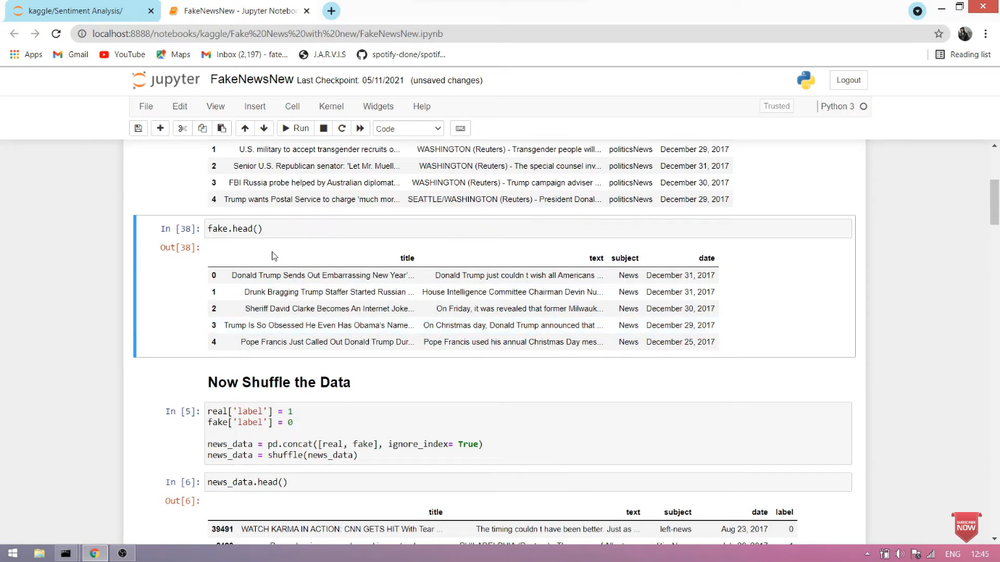 kaggle/Sentiment Analysis/
FakeNewsNew - Jupyter Notebo
localhost:8888/notebooks/kaggle/Fake%20News%20with%20new/FakeNewsNew.ipynb
Apps Gmail YouTube Maps Inbox (2,197) - fate... J.A.R.V.I.S spotify-clone/spotif... Reading list
jupyter FakeNewsNew Last Checkpoint: 05/11/2021 (unsaved changes) Logout
File Edit View Insert Cell Kernel Widgets Help Trusted Python 3
Run Code
1 U.S. military to accept transgender recruits o... WASHINGTON (Reuters) - Transgender people will... politicsNews December 29, 2017
2 Senior U.S. Republican senator: 'Let Mr. Muell... WASHINGTON (Reuters) - The special counsel inv... politicsNews December 31, 2017
3 FBI Russia probe helped by Australian diplomat... WASHINGTON (Reuters) - Trump campaign adviser ... politicsNews December 30, 2017
4 Trump wants Postal Service to charge 'much mor... SEATTLE/WASHINGTON (Reuters) - President Donal... politicsNews December 29, 2017
In [38]: fake.head()
Out[38]:
title text subject date
0 Donald Trump Sends Out Embarrassing New Year'... Donald Trump just couldn t wish all Americans ... News December 31, 2017
1 Drunk Bragging Trump Staffer Started Russian ... House Intelligence Committee Chairman Devin Nu... News December 31, 2017
2 Sheriff David Clarke Becomes An Internet Joke... On Friday, it was revealed that former Milwauk... News December 30, 2017
3 Trump Is So Obsessed He Even Has Obama's Name... On Christmas day, Donald Trump announced that ... News December 29, 2017
4 Pope Francis Just Called Out Donald Trump Dur... Pope Francis used his annual Christmas Day mes... News December 25, 2017
Now Shuffle the Data
In [5]: real['label'] = 1
fake['label'] = 0
news_data = pd.concat([real, fake], ignore_index= True)
news_data = shuffle(news_data)
In [6]: news_data.head()
Out[6]:
title text subject date label
39491 WATCH KARMA IN ACTION: CNN GETS HIT With Tear ... The timing couldn t have been better. Just as ... left-news Aug 23, 2017 0
SUBSCRIBE
NOW
ENG 12:45